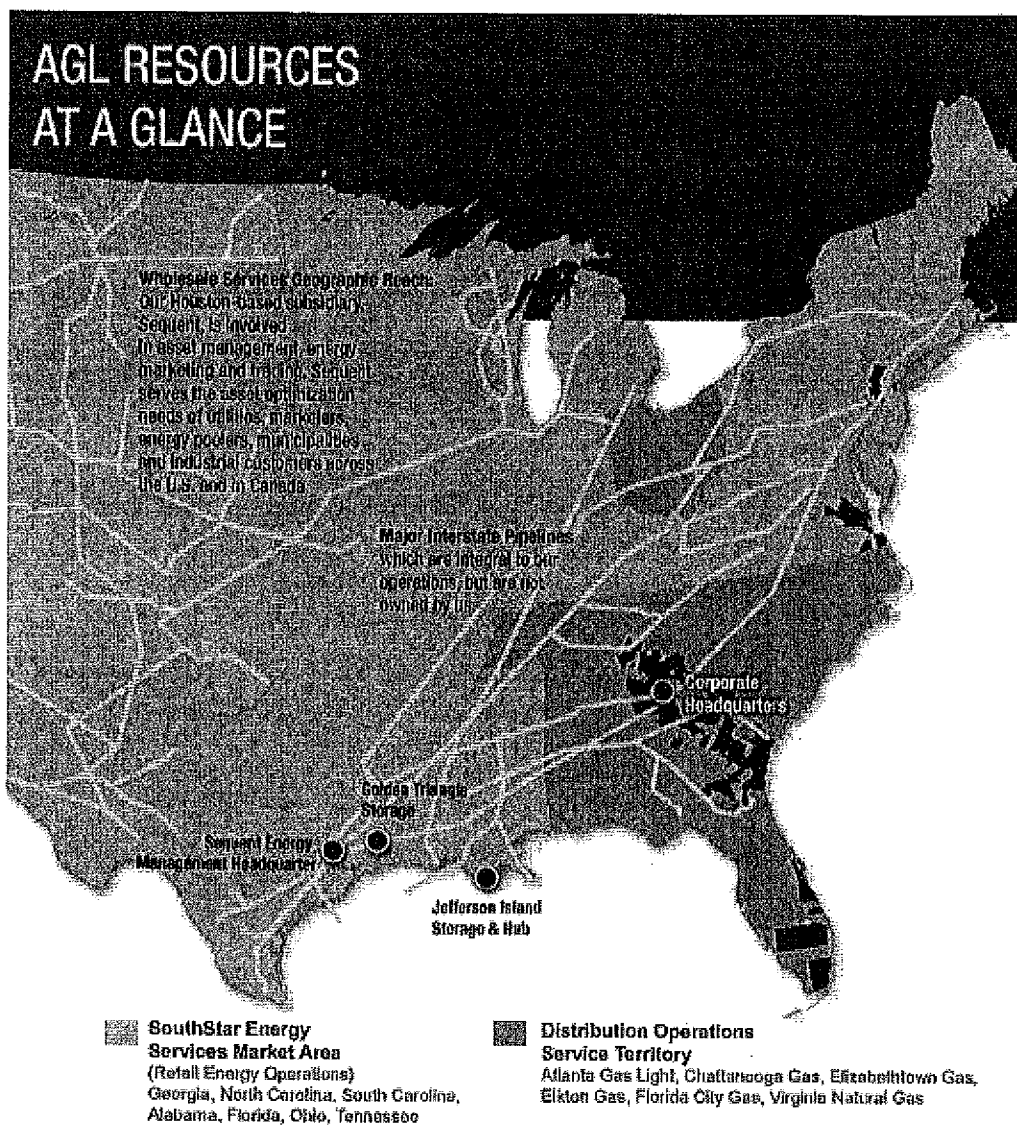 AGL RESOURCES
AT A GLANCE
Wholesale Services Geographic Reach:
Our Houston-based subsidiary,
Sequent, is involved
in asset management, energy
marketing and trading. Sequent
serves the asset optimization
needs of utilities, marketers,
energy poolers, municipalities
and industrial customers across
the U.S. and in Canada
Major Interstate Pipelines
which are integral to our
operations, but are not
owned by us
Corporate
Headquarters
Golden Triangle
Storage
Sequent Energy
Management Headquarter
Jefferson Island
Storage & Hub
SouthStar Energy
Services Market Area
(Retail Energy Operations)
Georgia, North Carolina, South Carolina,
Alabama, Florida, Ohio, Tennessee
Distribution Operations
Service Territory
Atlanta Gas Light, Chattanooga Gas, Elizabethtown Gas,
Elkton Gas, Florida City Gas, Virginia Natural Gas